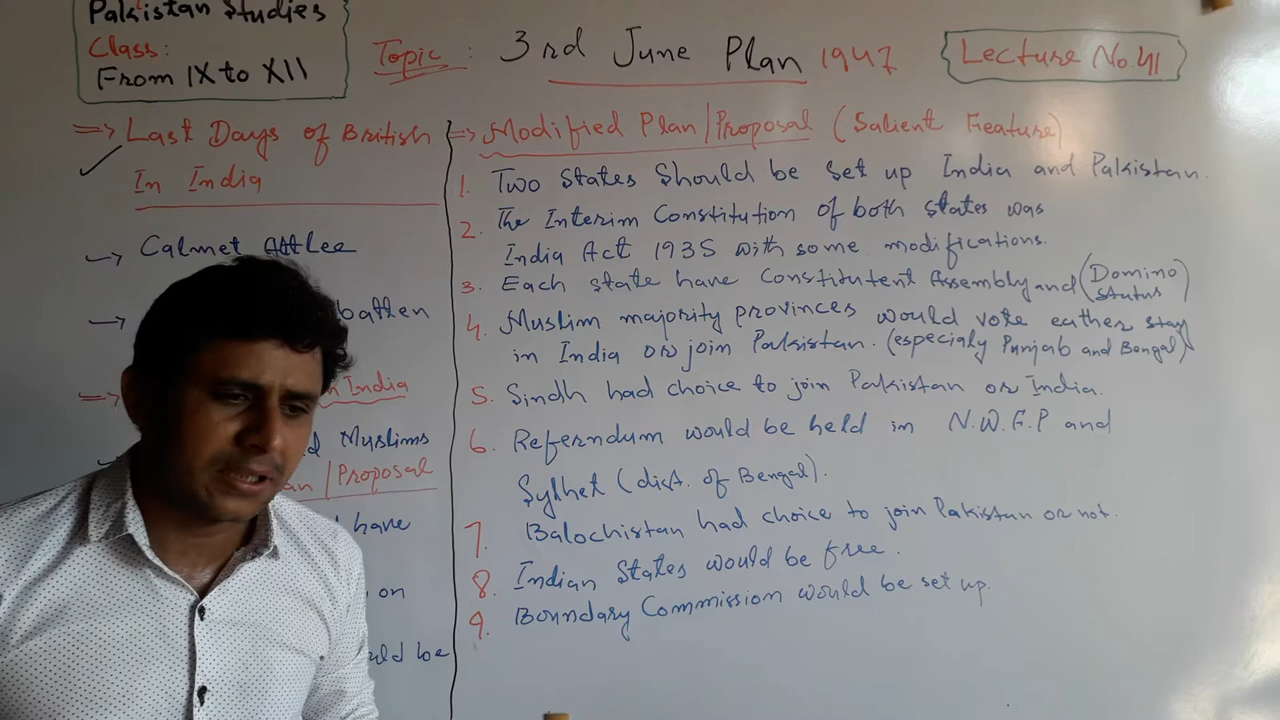 Pakistan Studies
Class:
From IX to XII
Topic : 3rd June Plan 1947
Lecture No.41
=> Last Days of British
In India
Calmet Attlee
batten
India
d Muslims
an / Proposal
have
on
uld be
=> Modified Plan/Proposal (Salient Feature)
1. Two States Should be set up India and Pakistan.
2. The Interim Constitution of both states was
India Act 1935 with some modifications.
3. Each state have Constitutent Assembly and (Domino status)
4. Muslim majority provinces would vote eather stay
in India or join Pakistan. (especialy Punjab and Bengal)
5. Sindh had choice to join Pakistan or India.
6. Referndum would be held in N.W.F.P and
Sylhet (dist. of Bengal).
7. Balochistan had choice to join Pakistan or not.
8. Indian States would be free.
9. Boundary Commission would be set up.